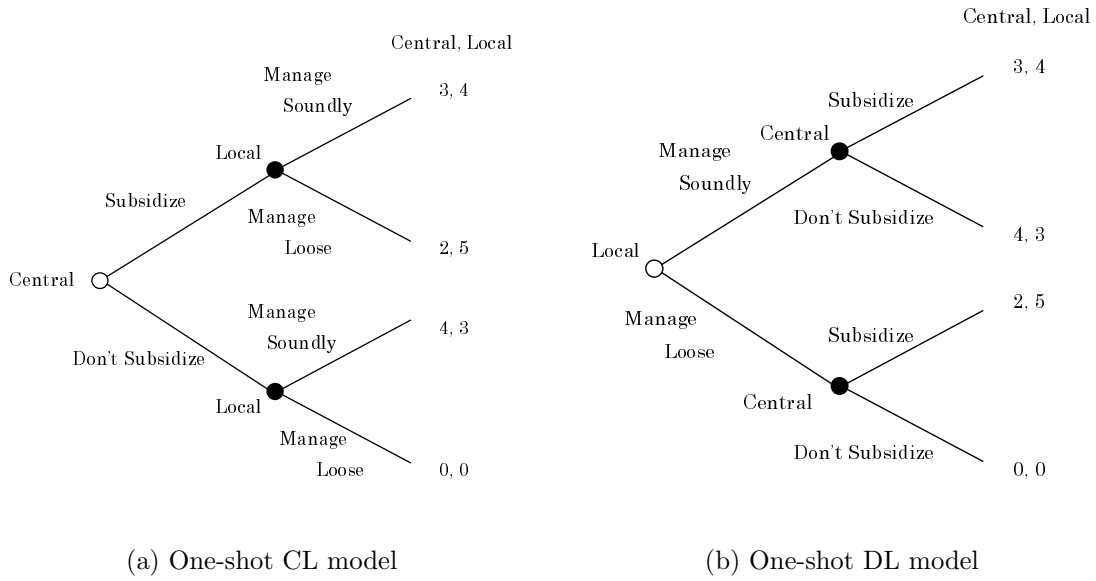 Central, Local
Manage
Soundly
3, 4
Local
Subsidize
Manage
Loose
2, 5
Central
Manage
Soundly
4, 3
Don't Subsidize
Local
Manage
Loose
0, 0
(a) One-shot CL model
Central, Local
3, 4
Subsidize
Central
Manage
Soundly
Don't Subsidize
4, 3
Local
2, 5
Manage
Loose
Subsidize
Central
Don't Subsidize
0, 0
(b) One-shot DL model